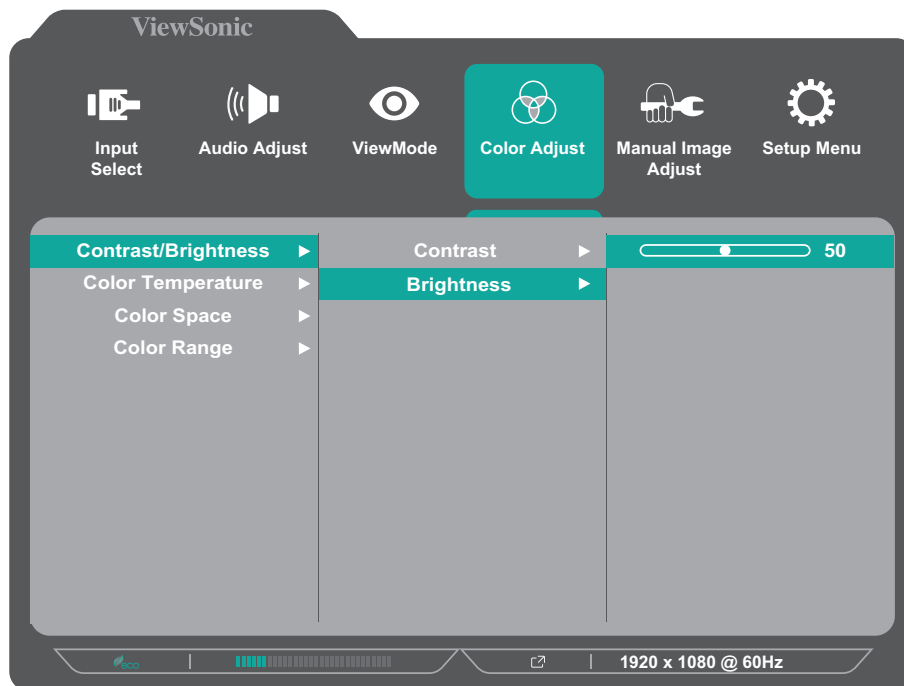 ViewSonic
Input Select
Audio Adjust
ViewMode
Color Adjust
Manual Image Adjust
Setup Menu
Contrast/Brightness
Contrast
50
Color Temperature
Brightness
Color Space
Color Range
eco
1920 x 1080 @ 60Hz